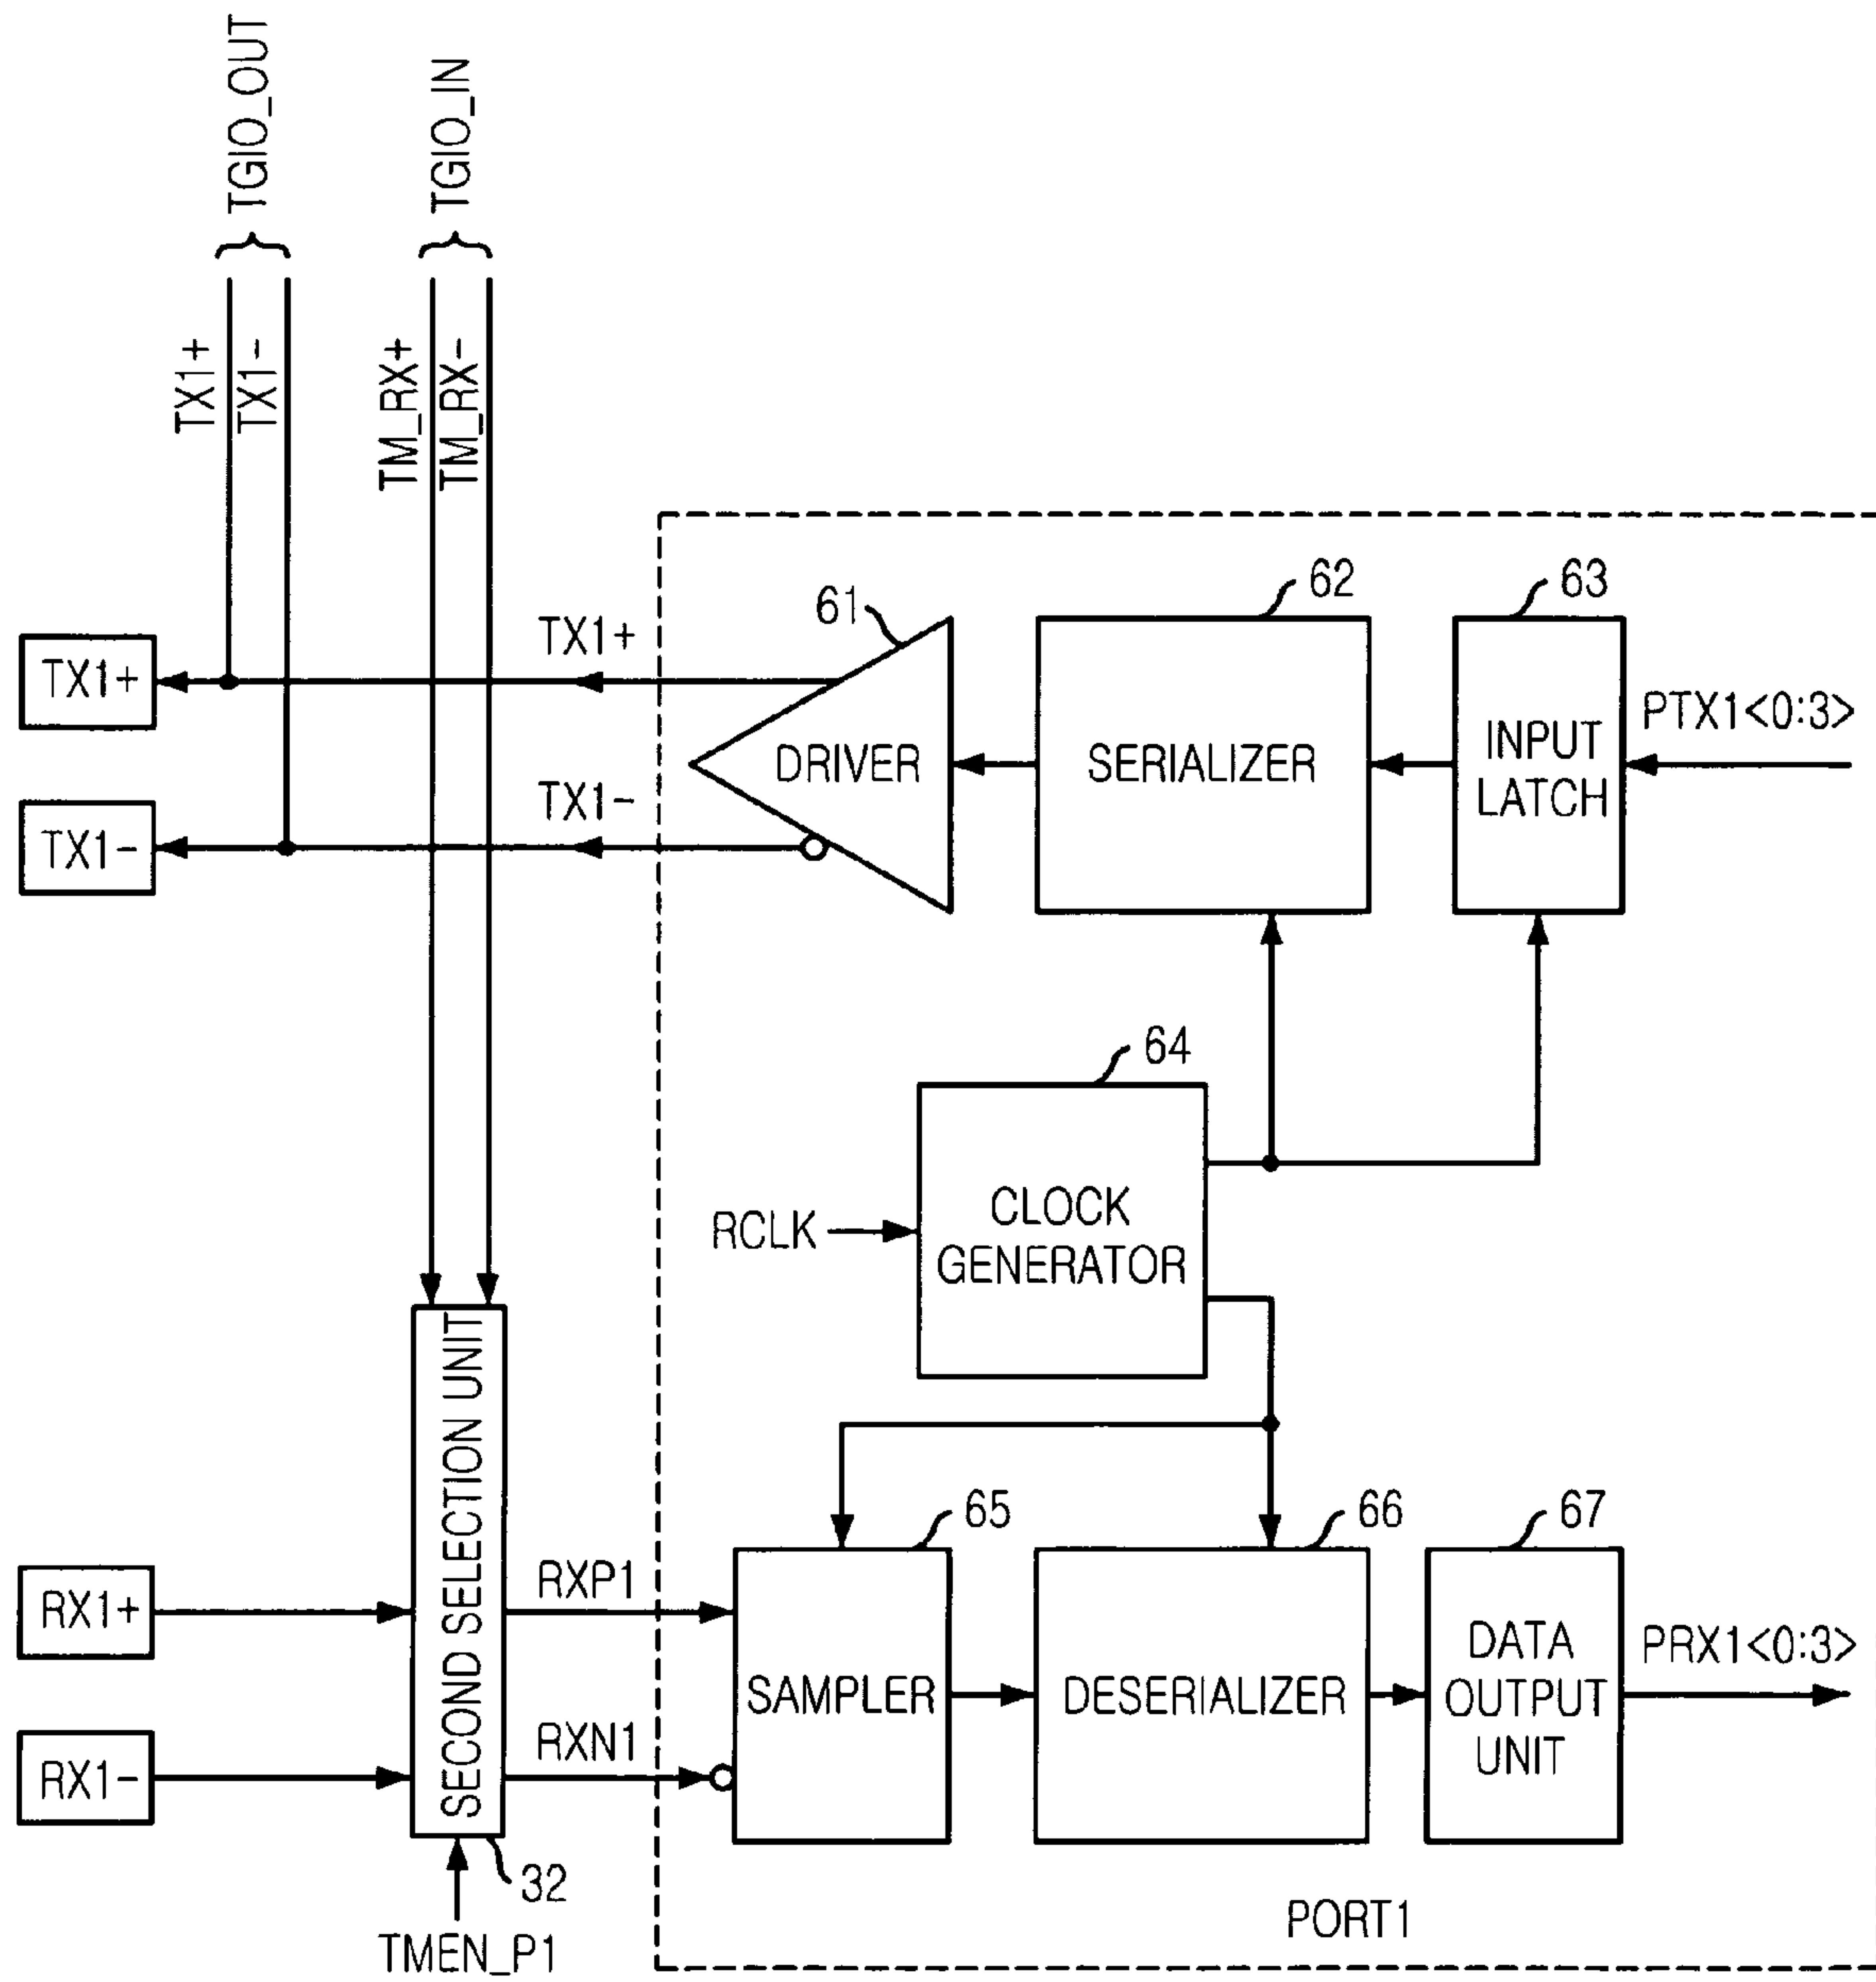 TGIO_OUT
TGIO_IN
TX1+
TX1-
TM_RX+
TM_RX-
61
62
63
TX1+
TX1+
DRIVER
SERIALIZER
INPUT
LATCH
PTX1<0:3>
TX1-
TX1-
64
RCLK
CLOCK
GENERATOR
SECOND SELECTION UNIT
65
66
67
RX1+
RXP1
SAMPLER
DESERIALIZER
DATA
OUTPUT
UNIT
PRX1<0:3>
RX1-
RXN1
32
TMEN_P1
PORT1